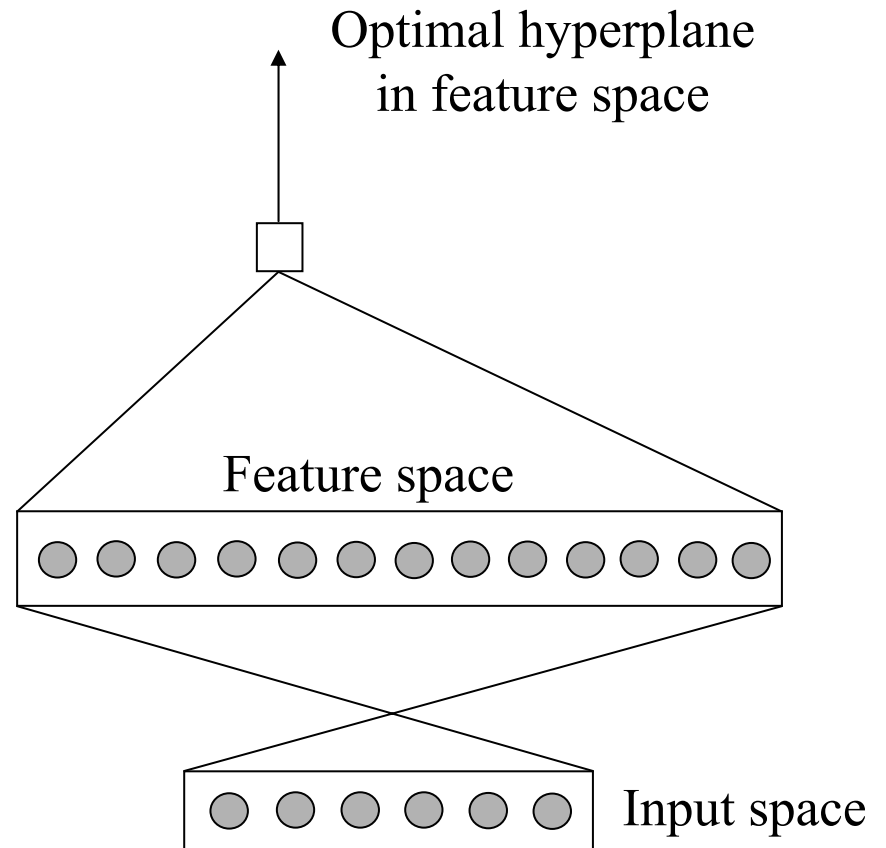 Optimal hyperplane
in feature space
Feature space
Input space